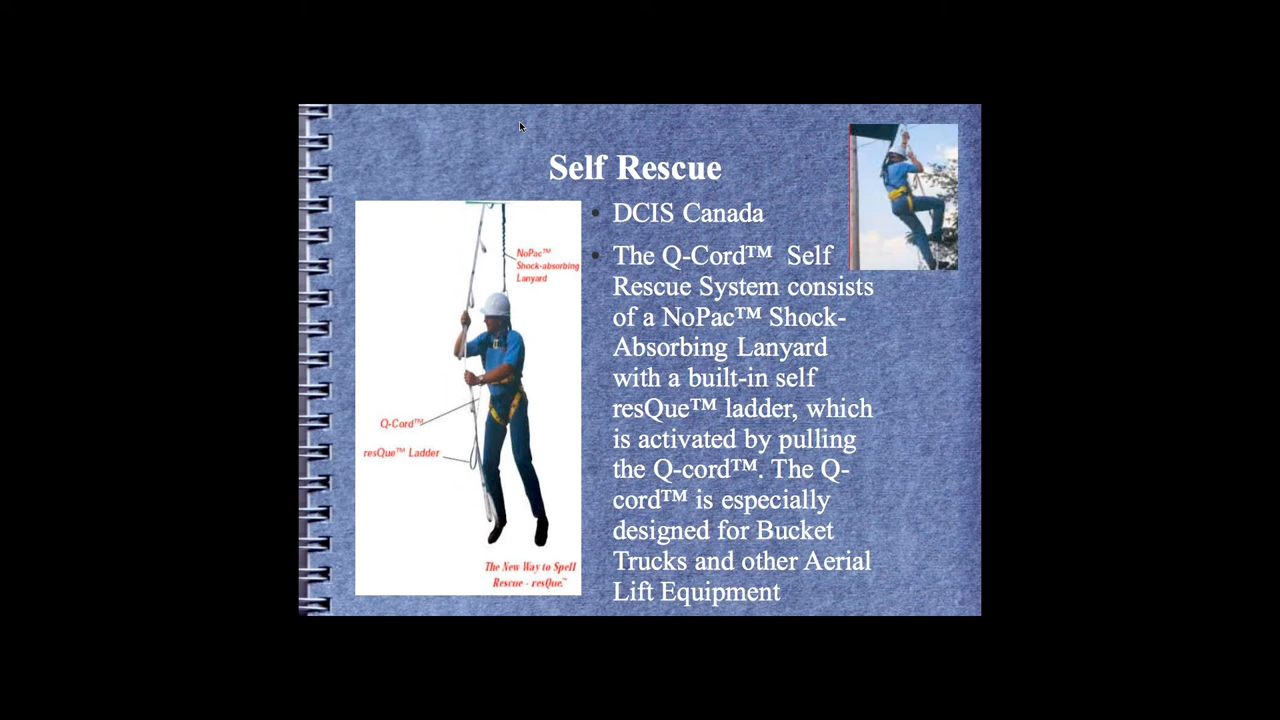 Self Rescue
DCIS Canada
The Q-Cord™ Self
Rescue System consists
of a NoPac™ Shock-
Absorbing Lanyard
with a built-in self
resQue™ ladder, which
is activated by pulling
the Q-cord™. The Q-
cord™ is especially
designed for Bucket
Trucks and other Aerial
Lift Equipment
NoPac™
Shock-absorbing
Lanyard
Q-Cord™
resQue™ Ladder
The New Way to Spell
Rescue - resQue.™